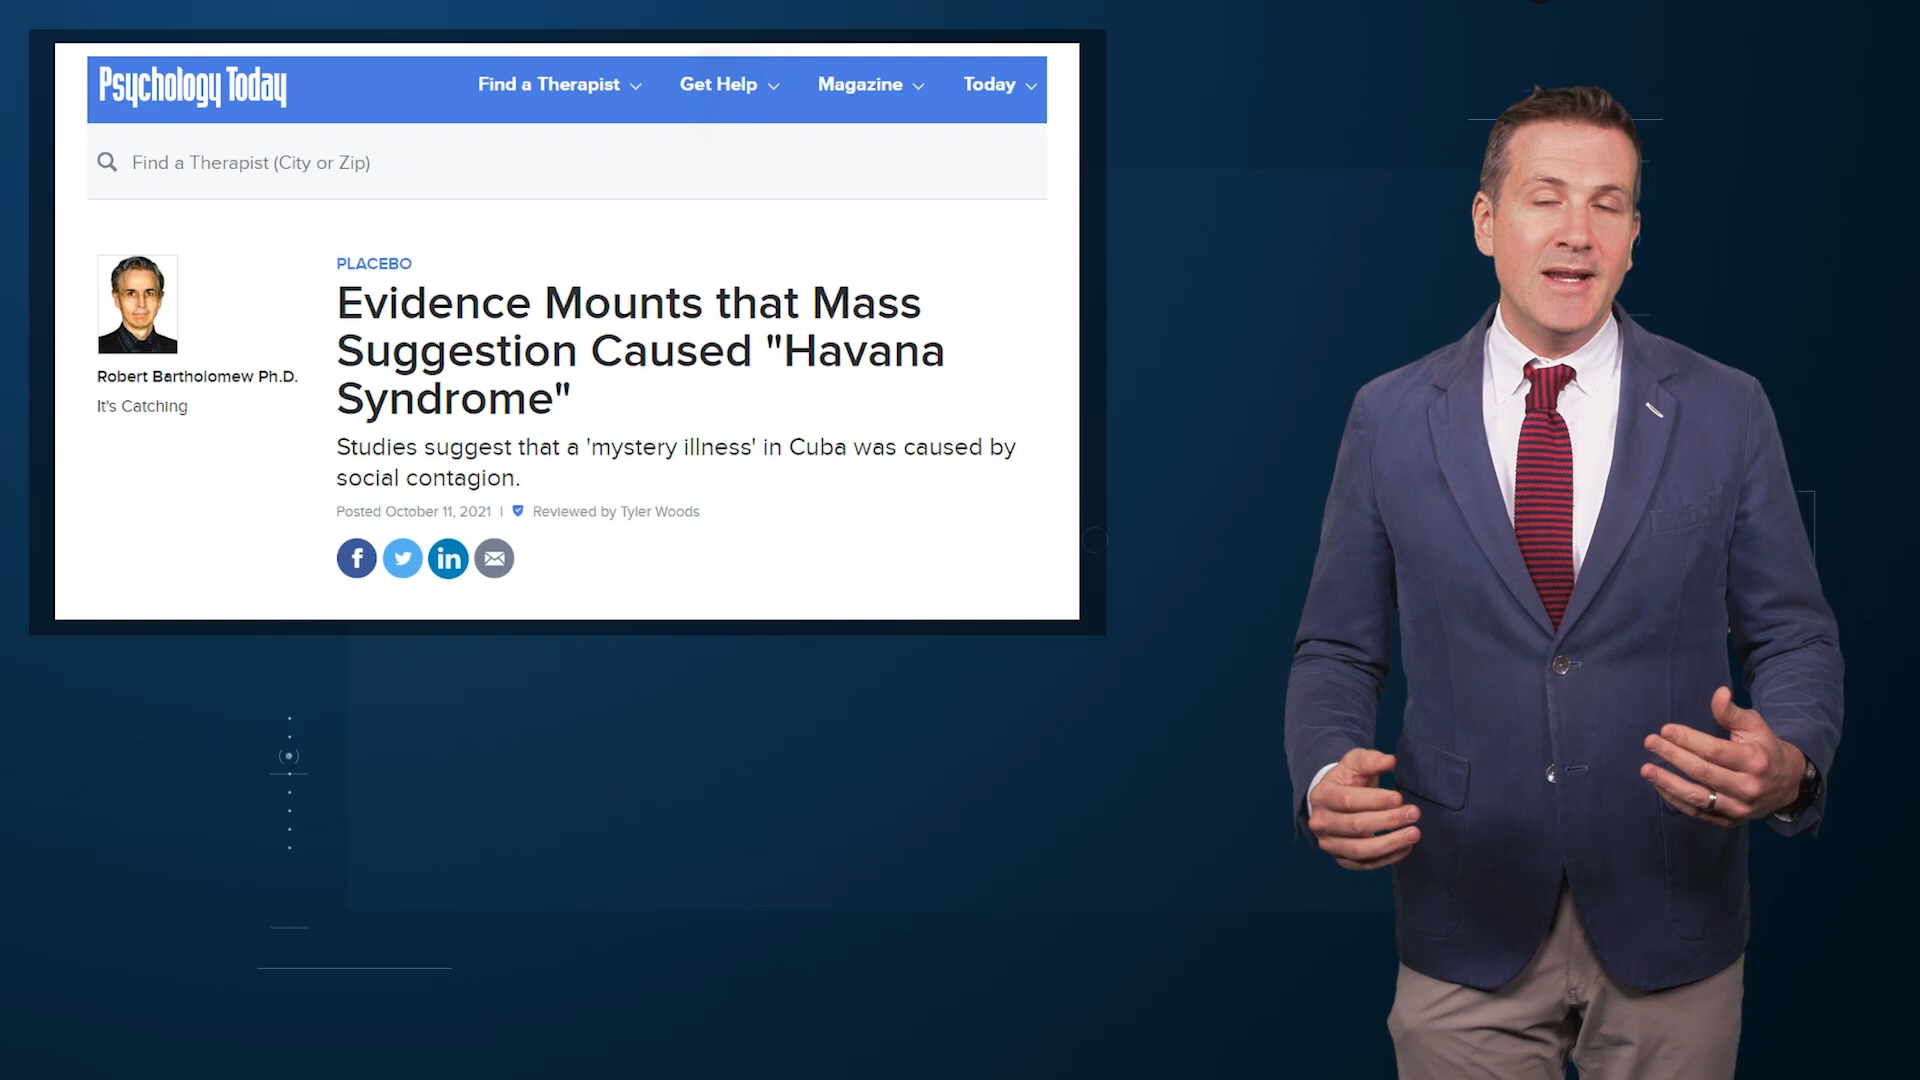 Psychology Today
Find a Therapist
Get Help
Magazine
Today
Find a Therapist (City or Zip)
Robert Bartholomew Ph.D.
It's Catching
PLACEBO
Evidence Mounts that Mass
Suggestion Caused "Havana
Syndrome"
Studies suggest that a 'mystery illness' in Cuba was caused by
social contagion.
Posted October 11, 2021 | Reviewed by Tyler Woods
f
in